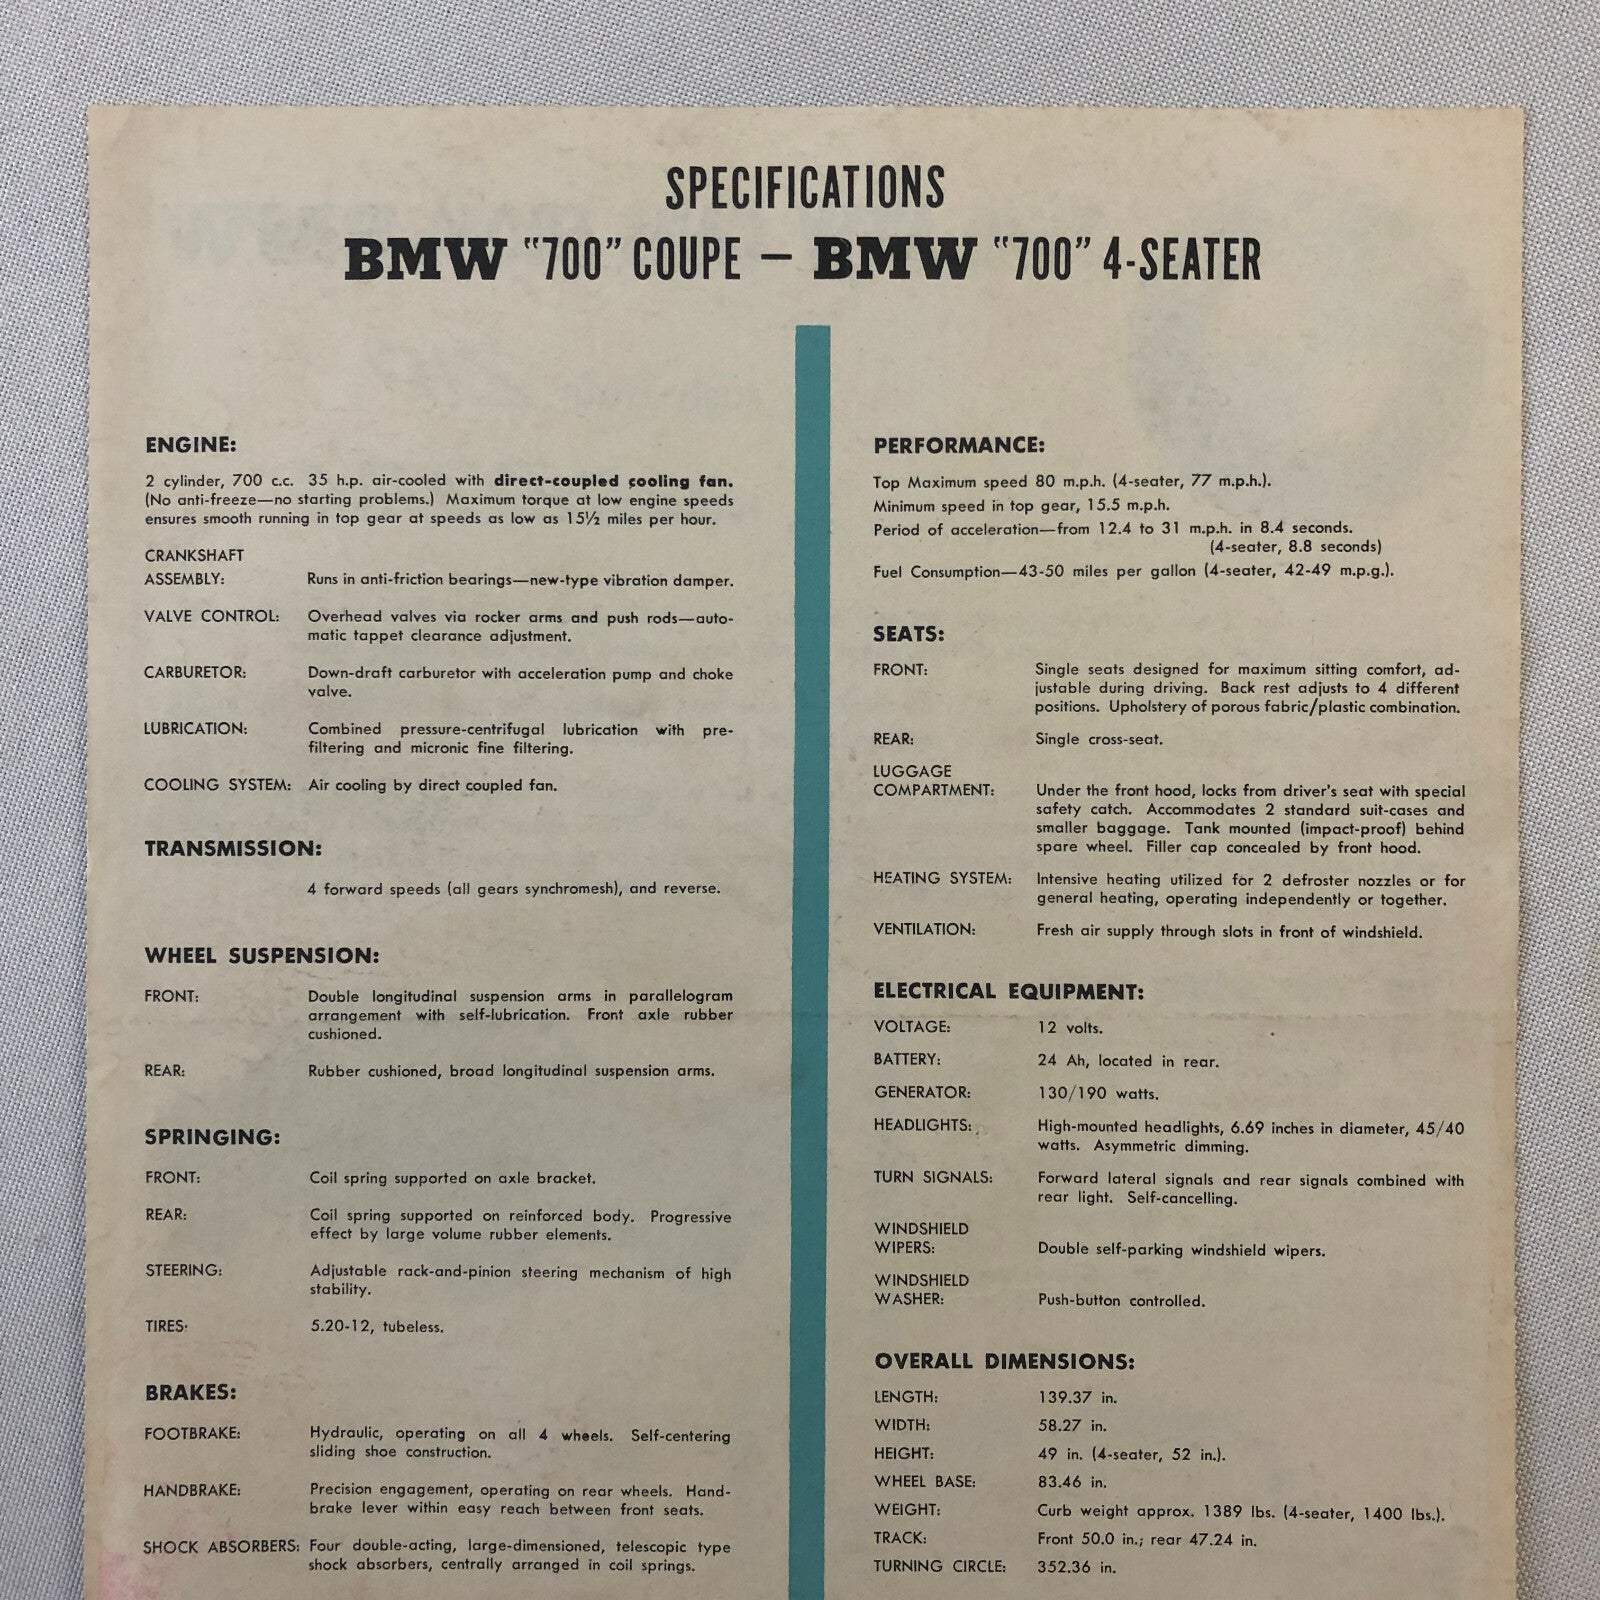 SPECIFICATIONS
BMW "700" COUPE — BMW "700" 4-SEATER
ENGINE:
2 cylinder, 700 c.c. 35 h.p. air-cooled with direct-coupled cooling fan.
(No anti-freeze—no starting problems.) Maximum torque at low engine speeds
ensures smooth running in top gear at speeds as low as 15½ miles per hour.
CRANKSHAFT
ASSEMBLY: Runs in anti-friction bearings—new-type vibration damper.
VALVE CONTROL: Overhead valves via rocker arms and push rods—auto-
matic tappet clearance adjustment.
CARBURETOR: Down-draft carburetor with acceleration pump and choke
valve.
LUBRICATION: Combined pressure-centrifugal lubrication with pre-
filtering and micronic fine filtering.
COOLING SYSTEM: Air cooling by direct coupled fan.
TRANSMISSION:
4 forward speeds (all gears synchromesh), and reverse.
WHEEL SUSPENSION:
FRONT: Double longitudinal suspension arms in parallelogram
arrangement with self-lubrication. Front axle rubber
cushioned.
REAR: Rubber cushioned, broad longitudinal suspension arms.
SPRINGING:
FRONT: Coil spring supported on axle bracket.
REAR: Coil spring supported on reinforced body. Progressive
effect by large volume rubber elements.
STEERING: Adjustable rack-and-pinion steering mechanism of high
stability.
TIRES: 5.20-12, tubeless.
BRAKES:
FOOTBRAKE: Hydraulic, operating on all 4 wheels. Self-centering
sliding shoe construction.
HANDBRAKE: Precision engagement, operating on rear wheels. Hand-
brake lever within easy reach between front seats.
SHOCK ABSORBERS: Four double-acting, large-dimensioned, telescopic type
shock absorbers, centrally arranged in coil springs.
PERFORMANCE:
Top Maximum speed 80 m.p.h. (4-seater, 77 m.p.h.).
Minimum speed in top gear, 15.5 m.p.h.
Period of acceleration—from 12.4 to 31 m.p.h. in 8.4 seconds.
(4-seater, 8.8 seconds)
Fuel Consumption—43-50 miles per gallon (4-seater, 42-49 m.p.g.).
SEATS:
FRONT: Single seats designed for maximum sitting comfort, ad-
justable during driving. Back rest adjusts to 4 different
positions. Upholstery of porous fabric/plastic combination.
REAR: Single cross-seat.
LUGGAGE
COMPARTMENT: Under the front hood, locks from driver's seat with special
safety catch. Accommodates 2 standard suit-cases and
smaller baggage. Tank mounted (impact-proof) behind
spare wheel. Filler cap concealed by front hood.
HEATING SYSTEM: Intensive heating utilized for 2 defroster nozzles or for
general heating, operating independently or together.
VENTILATION: Fresh air supply through slots in front of windshield.
ELECTRICAL EQUIPMENT:
VOLTAGE: 12 volts.
BATTERY: 24 Ah, located in rear.
GENERATOR: 130/190 watts.
HEADLIGHTS: High-mounted headlights, 6.69 inches in diameter, 45/40
watts. Asymmetric dimming.
TURN SIGNALS: Forward lateral signals and rear signals combined with
rear light. Self-cancelling.
WINDSHIELD
WIPERS: Double self-parking windshield wipers.
WINDSHIELD
WASHER: Push-button controlled.
OVERALL DIMENSIONS:
LENGTH: 139.37 in.
WIDTH: 58.27 in.
HEIGHT: 49 in. (4-seater, 52 in.).
WHEEL BASE: 83.46 in.
WEIGHT: Curb weight approx. 1389 lbs. (4-seater, 1400 lbs.).
TRACK: Front 50.0 in.; rear 47.24 in.
TURNING CIRCLE: 352.36 in.